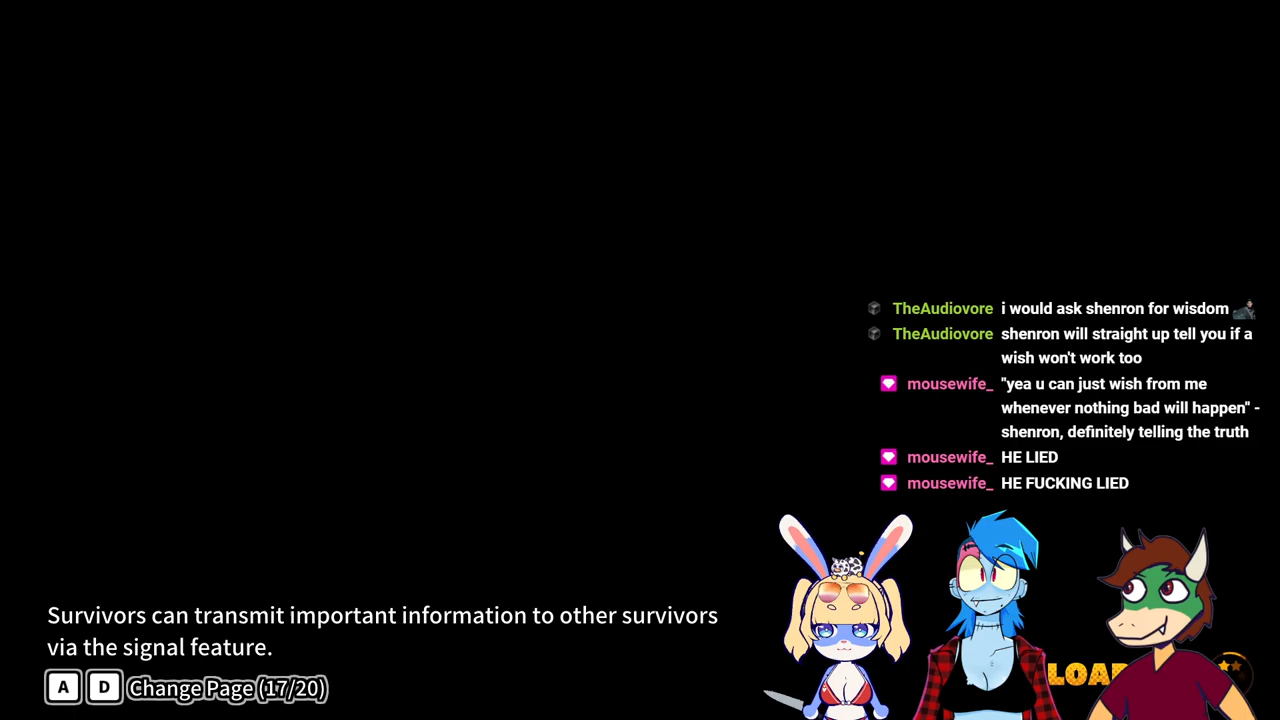 TheAudiovore i would ask shenron for wisdom
TheAudiovore shenron will straight up tell you if a
wish won't work too
mousewife_ "yea u can just wish from me
whenever nothing bad will happen" -
shenron, definitely telling the truth
mousewife_ HE LIED
mousewife_ HE FUCKING LIED
Survivors can transmit important information to other survivors
via the signal feature.
LOAD
A D Change Page (17/20)